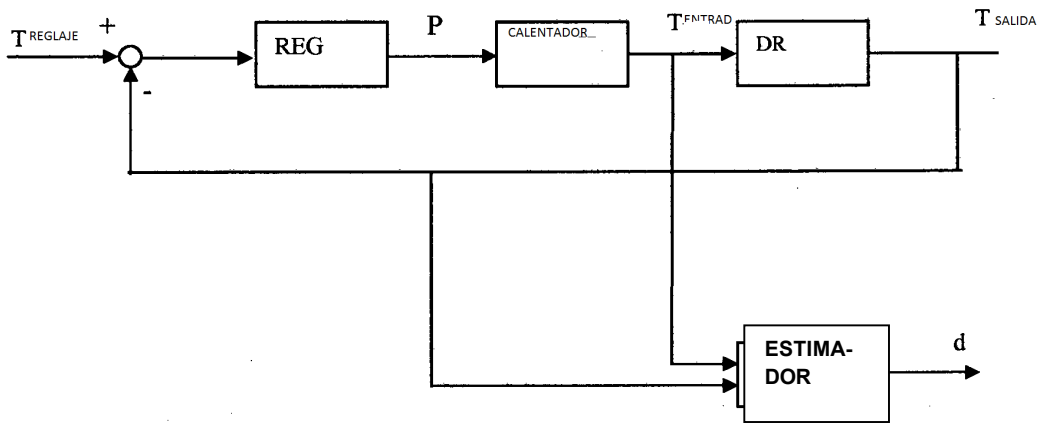 T REGLAJE
+
-
REG
P
CALENTADOR
T ENTRAD
DR
T SALIDA
ESTIMA-
DOR
d